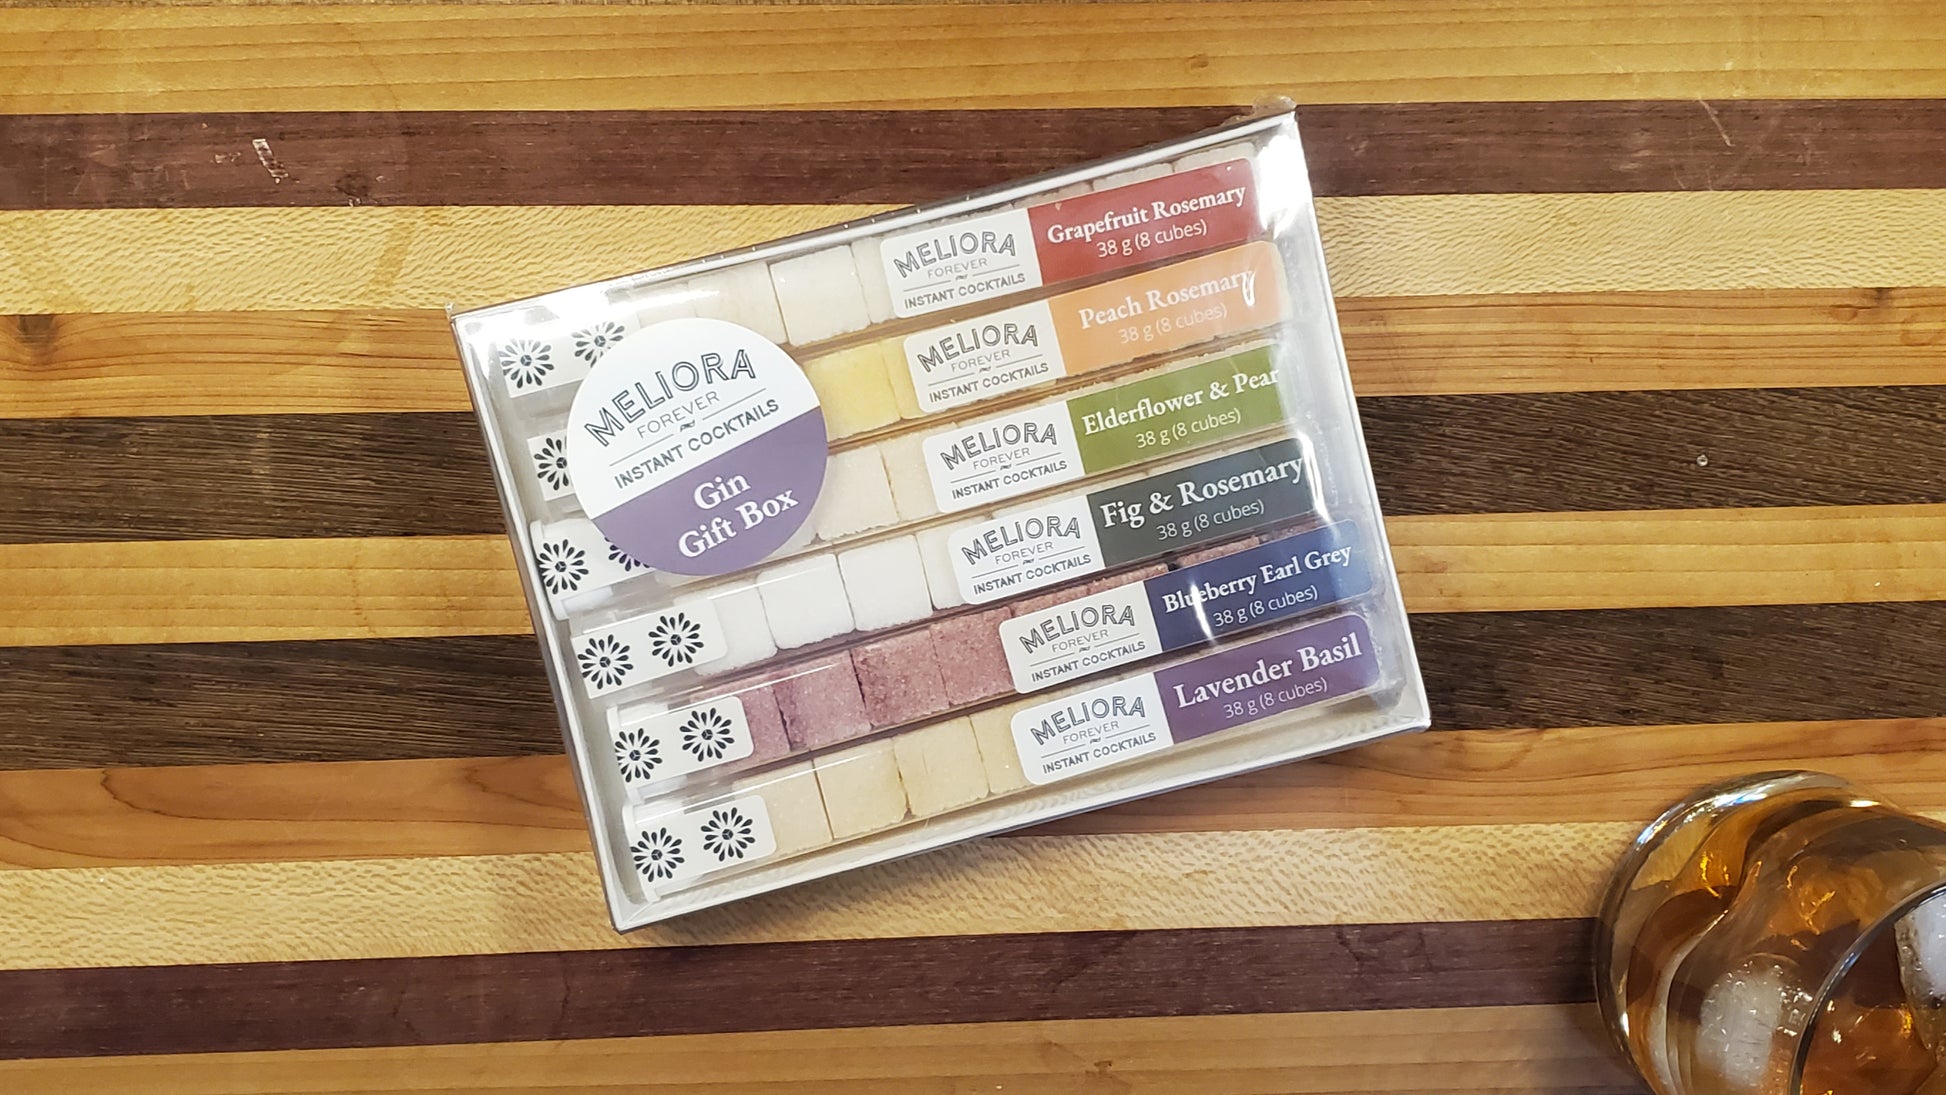 MELIORA
FOREVER
INSTANT COCKTAILS
Gin
Gift Box
MELIORA
FOREVER
INSTANT COCKTAILS
Grapefruit Rosemary
38 g (8 cubes)
MELIORA
FOREVER
INSTANT COCKTAILS
Peach Rosemary
38 g (8 cubes)
MELIORA
FOREVER
INSTANT COCKTAILS
Elderflower & Pear
38 g (8 cubes)
MELIORA
FOREVER
INSTANT COCKTAILS
Fig & Rosemary
38 g (8 cubes)
MELIORA
FOREVER
INSTANT COCKTAILS
Blueberry Earl Grey
38 g (8 cubes)
MELIORA
FOREVER
INSTANT COCKTAILS
Lavender Basil
38 g (8 cubes)